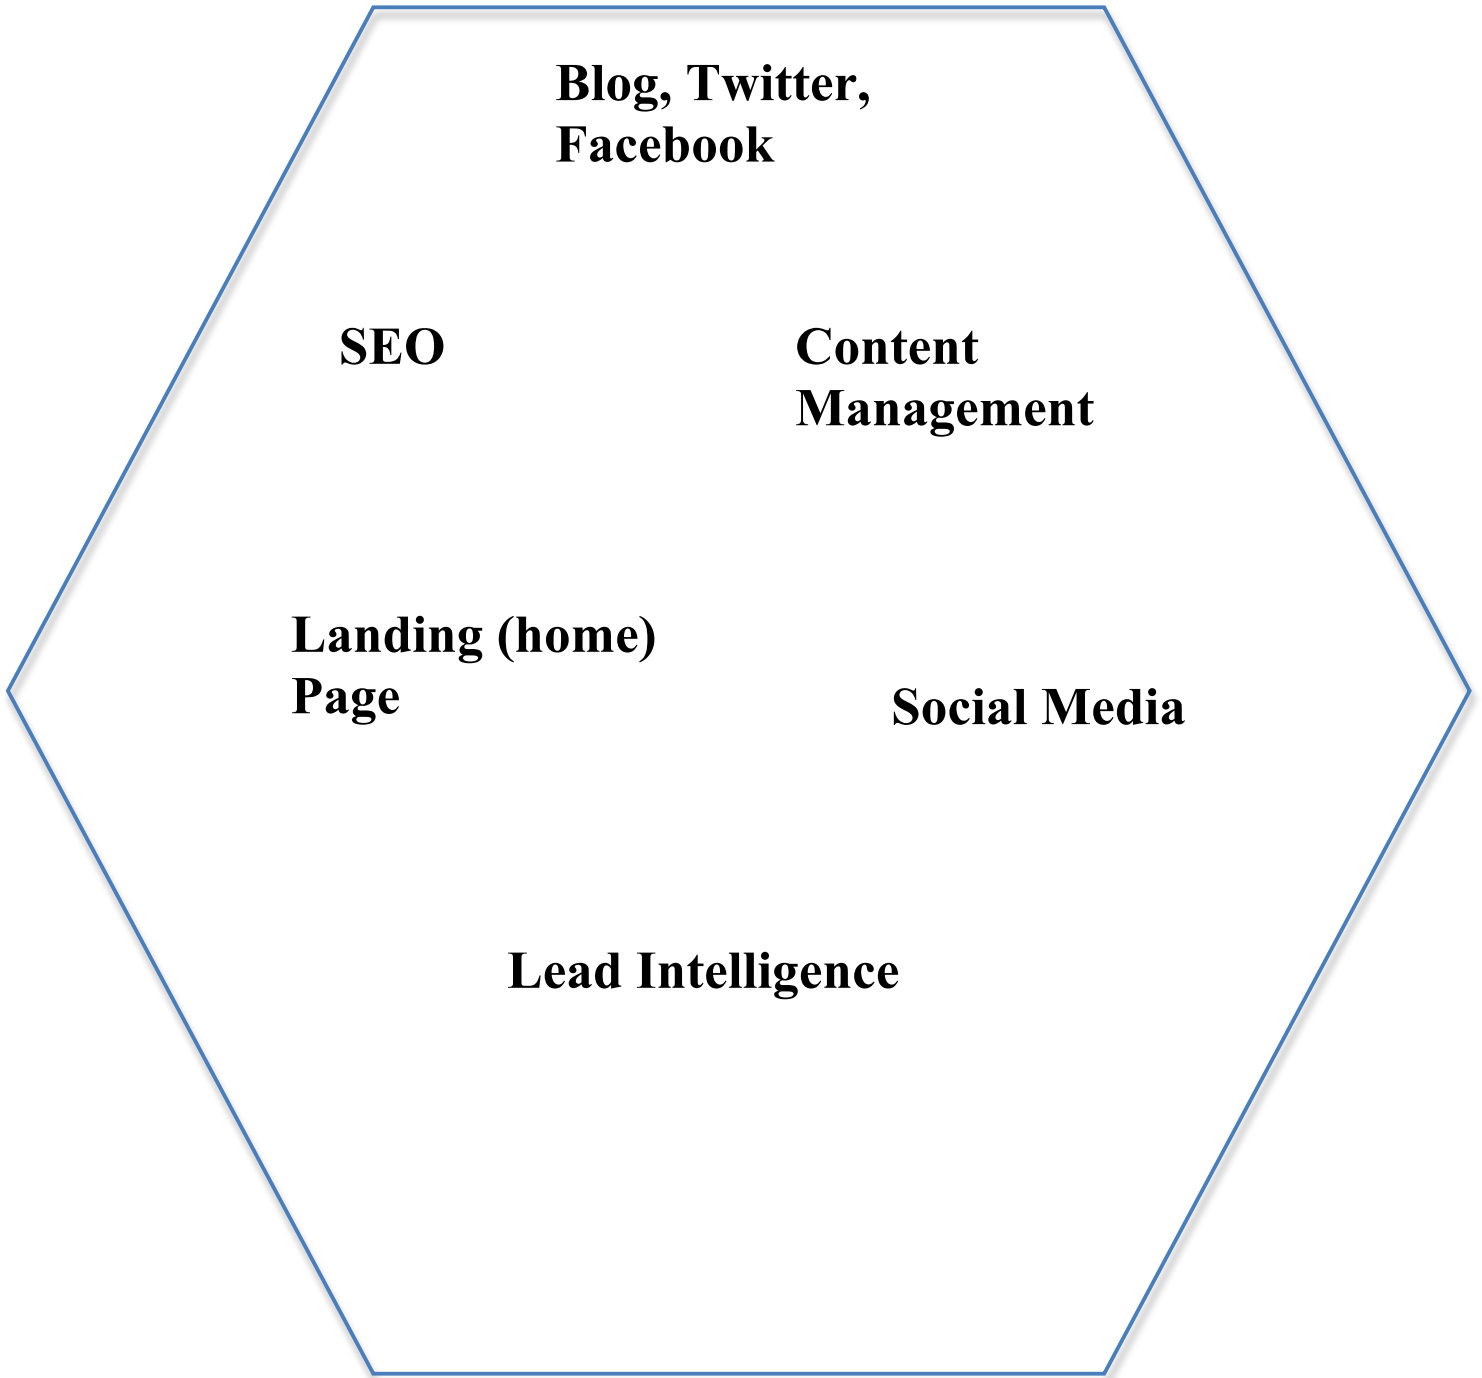 Blog, Twitter,
Facebook
SEO
Content
Management
Landing (home)
Page
Social Media
Lead Intelligence